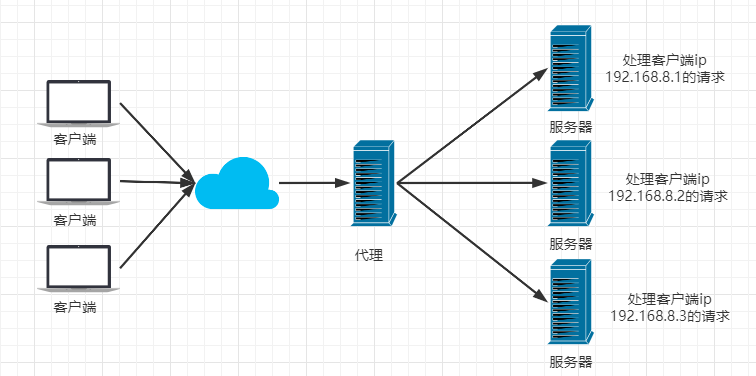 客户端
客户端
客户端
代理
服务器
处理客户端ip
192.168.8.1的请求
服务器
处理客户端ip
192.168.8.2的请求
服务器
处理客户端ip
192.168.8.3的请求